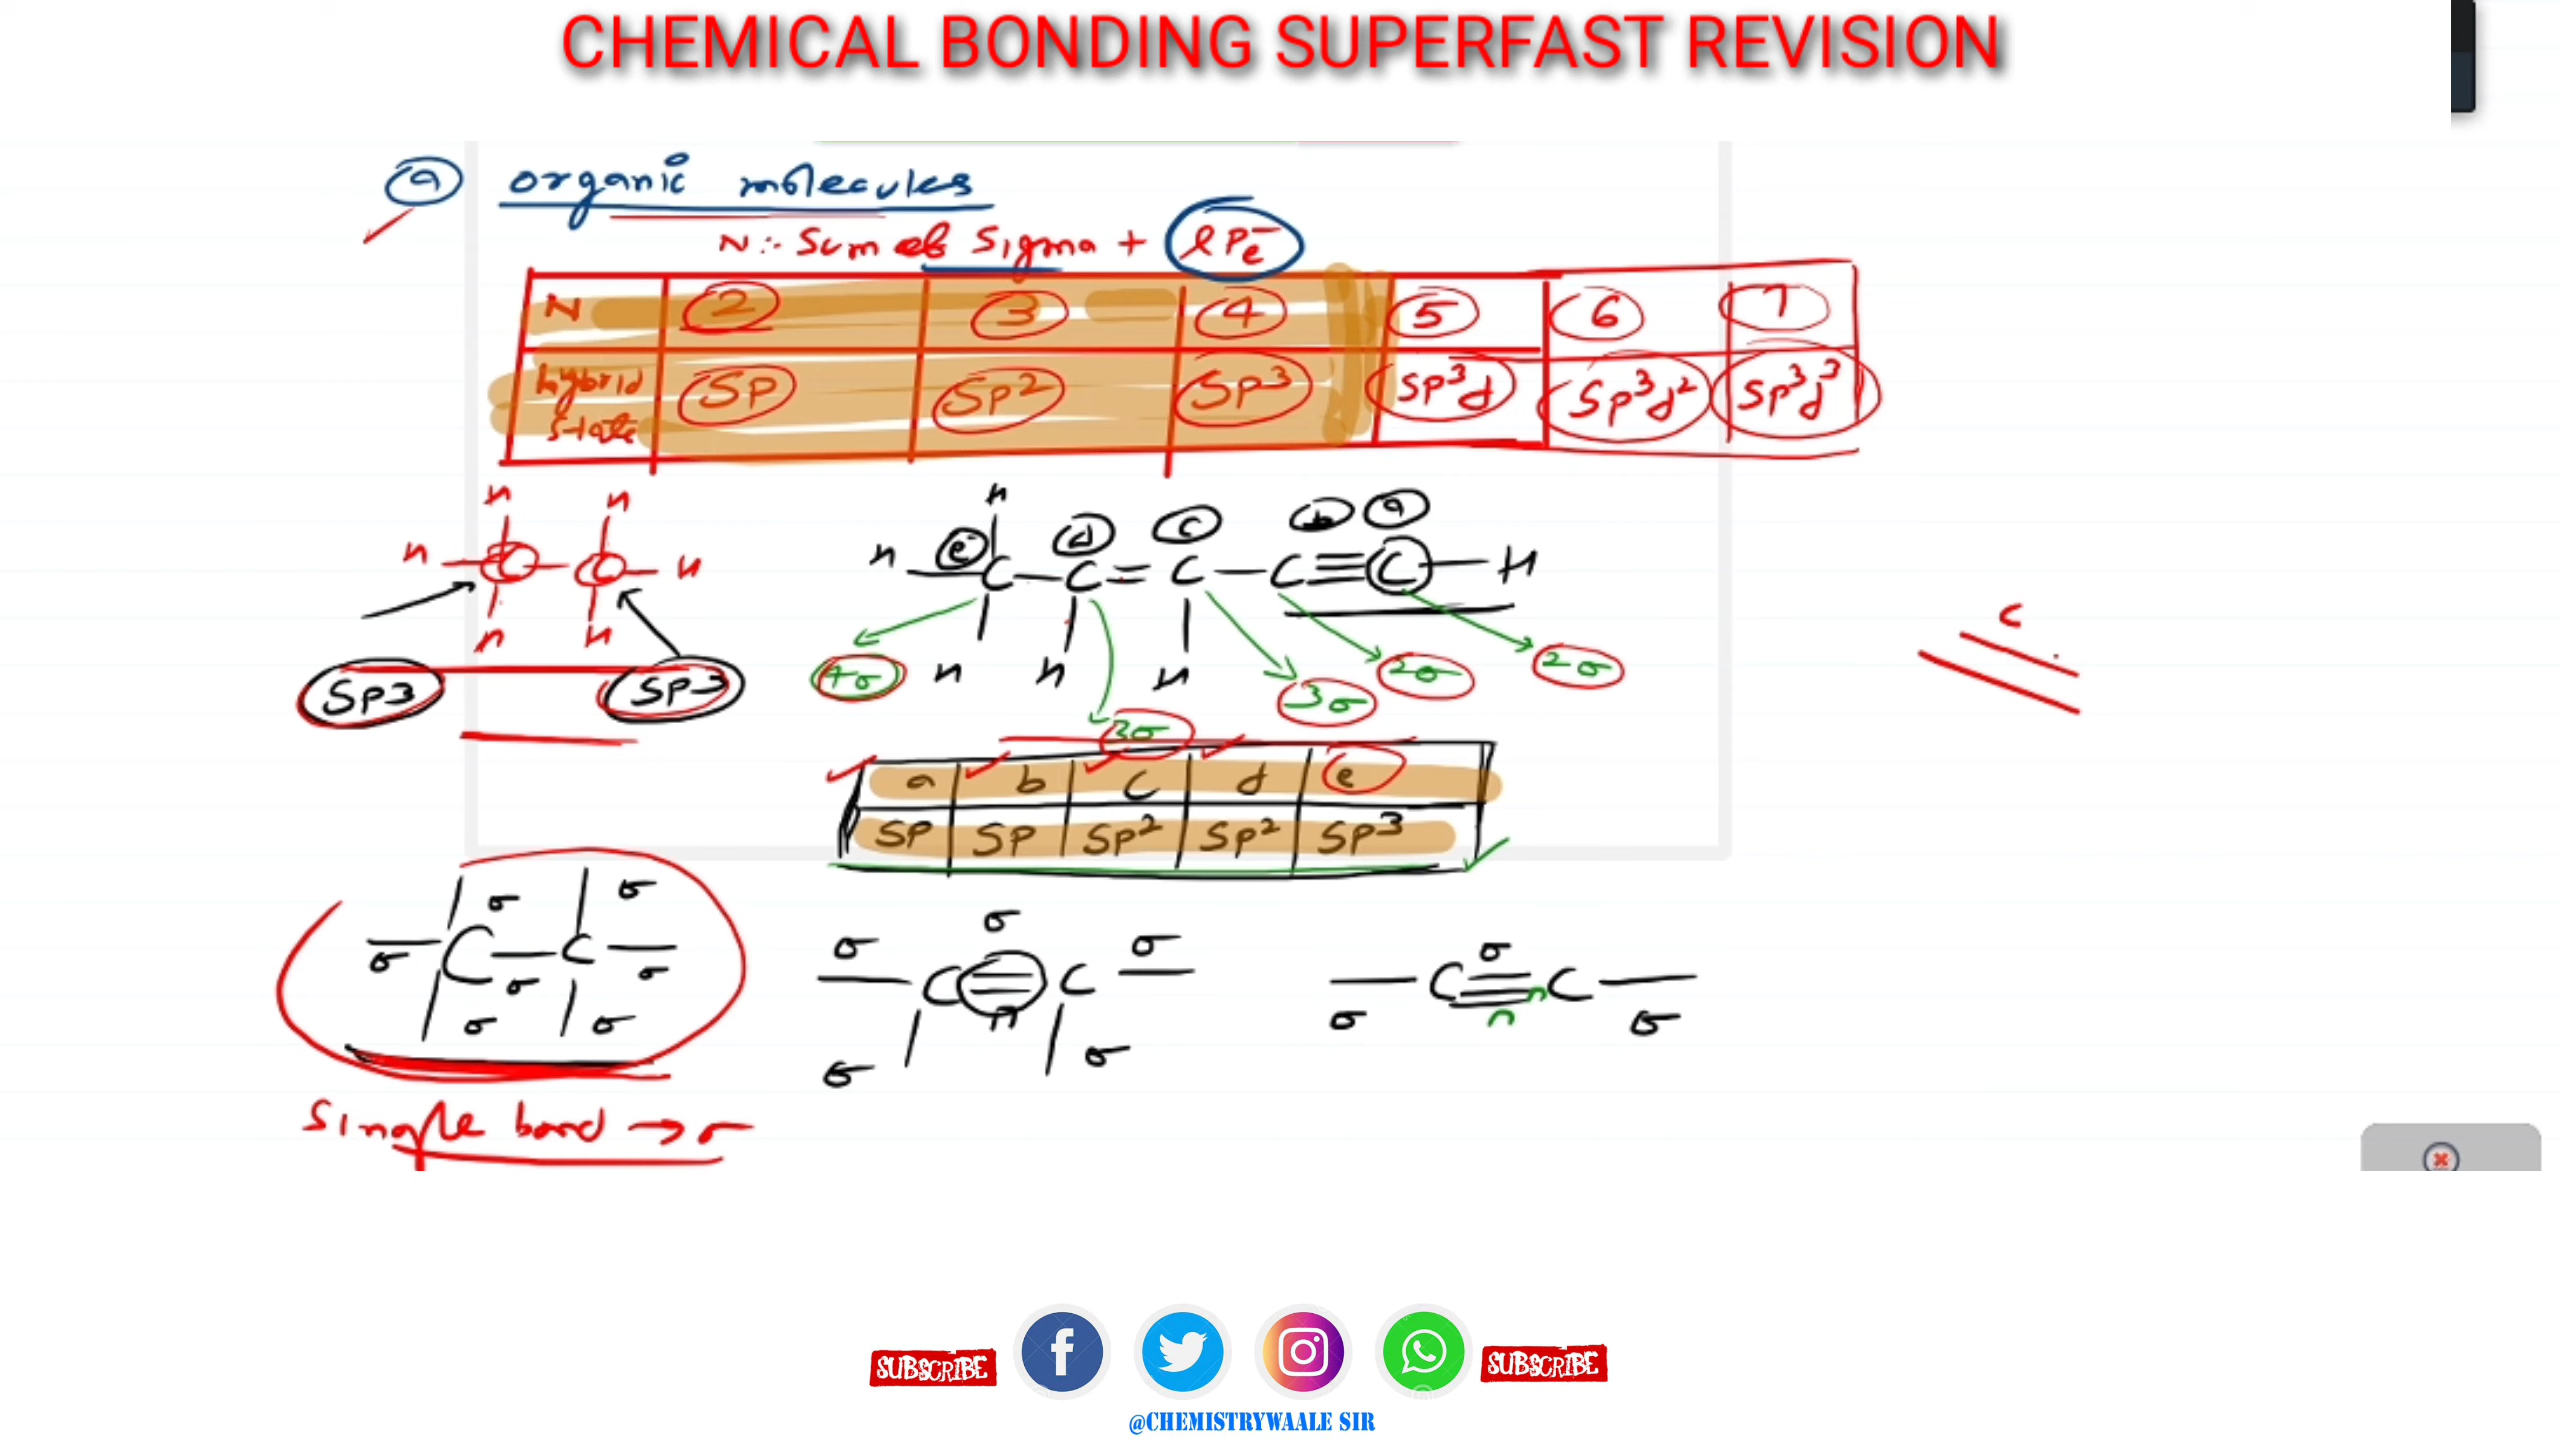 CHEMICAL BONDING SUPERFAST REVISION
a organic molecules
N :- Sum of Sigma + lPe⁻
N 2 3 4 5 6 7
hybrid state SP SP² SP³ SP³d SP³d² SP³d³
H H H
e d c b a
H C C H
H C — C = C — C ≡ C — H
H H
H H H
SP3 SP3
4σ 3σ 3σ 2σ 2σ
c
a b c d e
SP SP SP² SP² SP³
σ σ σ σ σ
σ C — C σ
σ C = C σ
σ C ≡ C σ
σ σ σ σ σ
π π π
Single bond → σ
SUBSCRIBE f SUBSCRIBE
@CHEMISTRYWAALE SIR